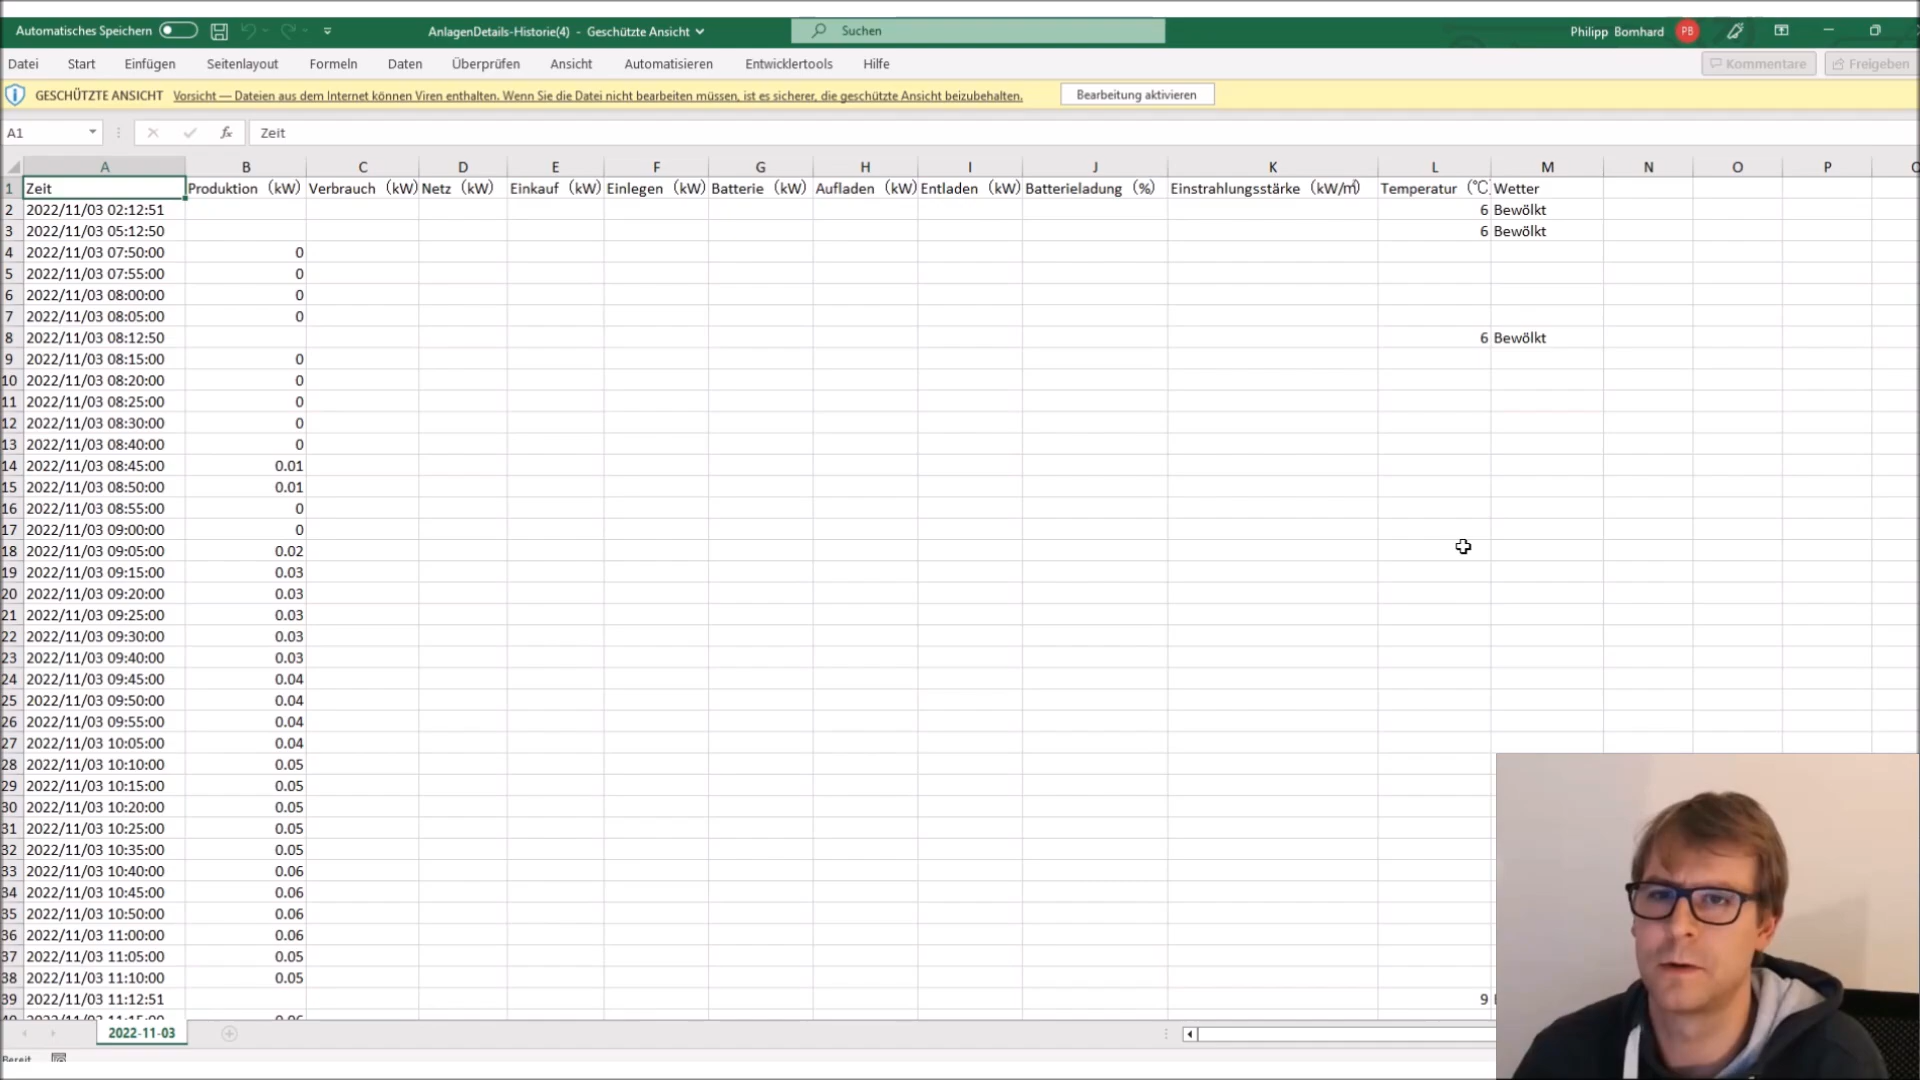 Automatisches Speichern AnlagenDetails-Historie(4) - Geschützte Ansicht Suchen Philipp Bomhard PB
Datei Start Einfügen Seitenlayout Formeln Daten Überprüfen Ansicht Automatisieren Entwicklertools Hilfe Kommentare Freigeben
GESCHÜTZTE ANSICHT Vorsicht — Dateien aus dem Internet können Viren enthalten. Wenn Sie die Datei nicht bearbeiten müssen, ist es sicherer, die geschützte Ansicht beizubehalten. Bearbeitung aktivieren
A1 fx Zeit
A B C D E F G H I J K L M N O P
1 Zeit Produktion (kW) Verbrauch (kW) Netz (kW) Einkauf (kW) Einlegen (kW) Batterie (kW) Aufladen (kW) Entladen (kW) Batterieladung (%) Einstrahlungsstärke (kW/㎡) Temperatur (℃ Wetter
2 2022/11/03 02:12:51 6 Bewölkt
3 2022/11/03 05:12:50 6 Bewölkt
4 2022/11/03 07:50:00 0
5 2022/11/03 07:55:00 0
6 2022/11/03 08:00:00 0
7 2022/11/03 08:05:00 0
8 2022/11/03 08:12:50 6 Bewölkt
9 2022/11/03 08:15:00 0
10 2022/11/03 08:20:00 0
11 2022/11/03 08:25:00 0
12 2022/11/03 08:30:00 0
13 2022/11/03 08:40:00 0
14 2022/11/03 08:45:00 0.01
15 2022/11/03 08:50:00 0.01
16 2022/11/03 08:55:00 0
17 2022/11/03 09:00:00 0
18 2022/11/03 09:05:00 0.02
19 2022/11/03 09:15:00 0.03
20 2022/11/03 09:20:00 0.03
21 2022/11/03 09:25:00 0.03
22 2022/11/03 09:30:00 0.03
23 2022/11/03 09:40:00 0.03
24 2022/11/03 09:45:00 0.04
25 2022/11/03 09:50:00 0.04
26 2022/11/03 09:55:00 0.04
27 2022/11/03 10:05:00 0.04
28 2022/11/03 10:10:00 0.05
29 2022/11/03 10:15:00 0.05
30 2022/11/03 10:20:00 0.05
31 2022/11/03 10:25:00 0.05
32 2022/11/03 10:35:00 0.05
33 2022/11/03 10:40:00 0.06
34 2022/11/03 10:45:00 0.06
35 2022/11/03 10:50:00 0.06
36 2022/11/03 11:00:00 0.06
37 2022/11/03 11:05:00 0.05
38 2022/11/03 11:10:00 0.05
39 2022/11/03 11:12:51 9
2022-11-03
Bereit